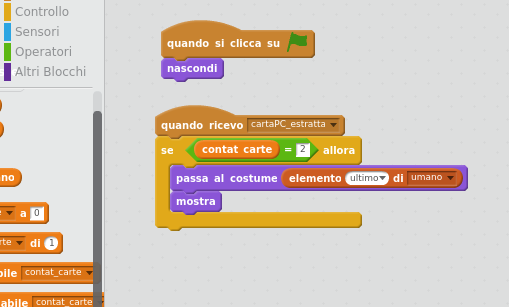 Controllo
Sensori
Operatori
Altri Blocchi
no
a 0
rte di 1
bile contat_carte
abile contat_carte
quando si clicca su
nascondi
quando ricevo cartaPC_estratta
se contat carte = 2 allora
passa al costume elemento ultimo di umano
mostra